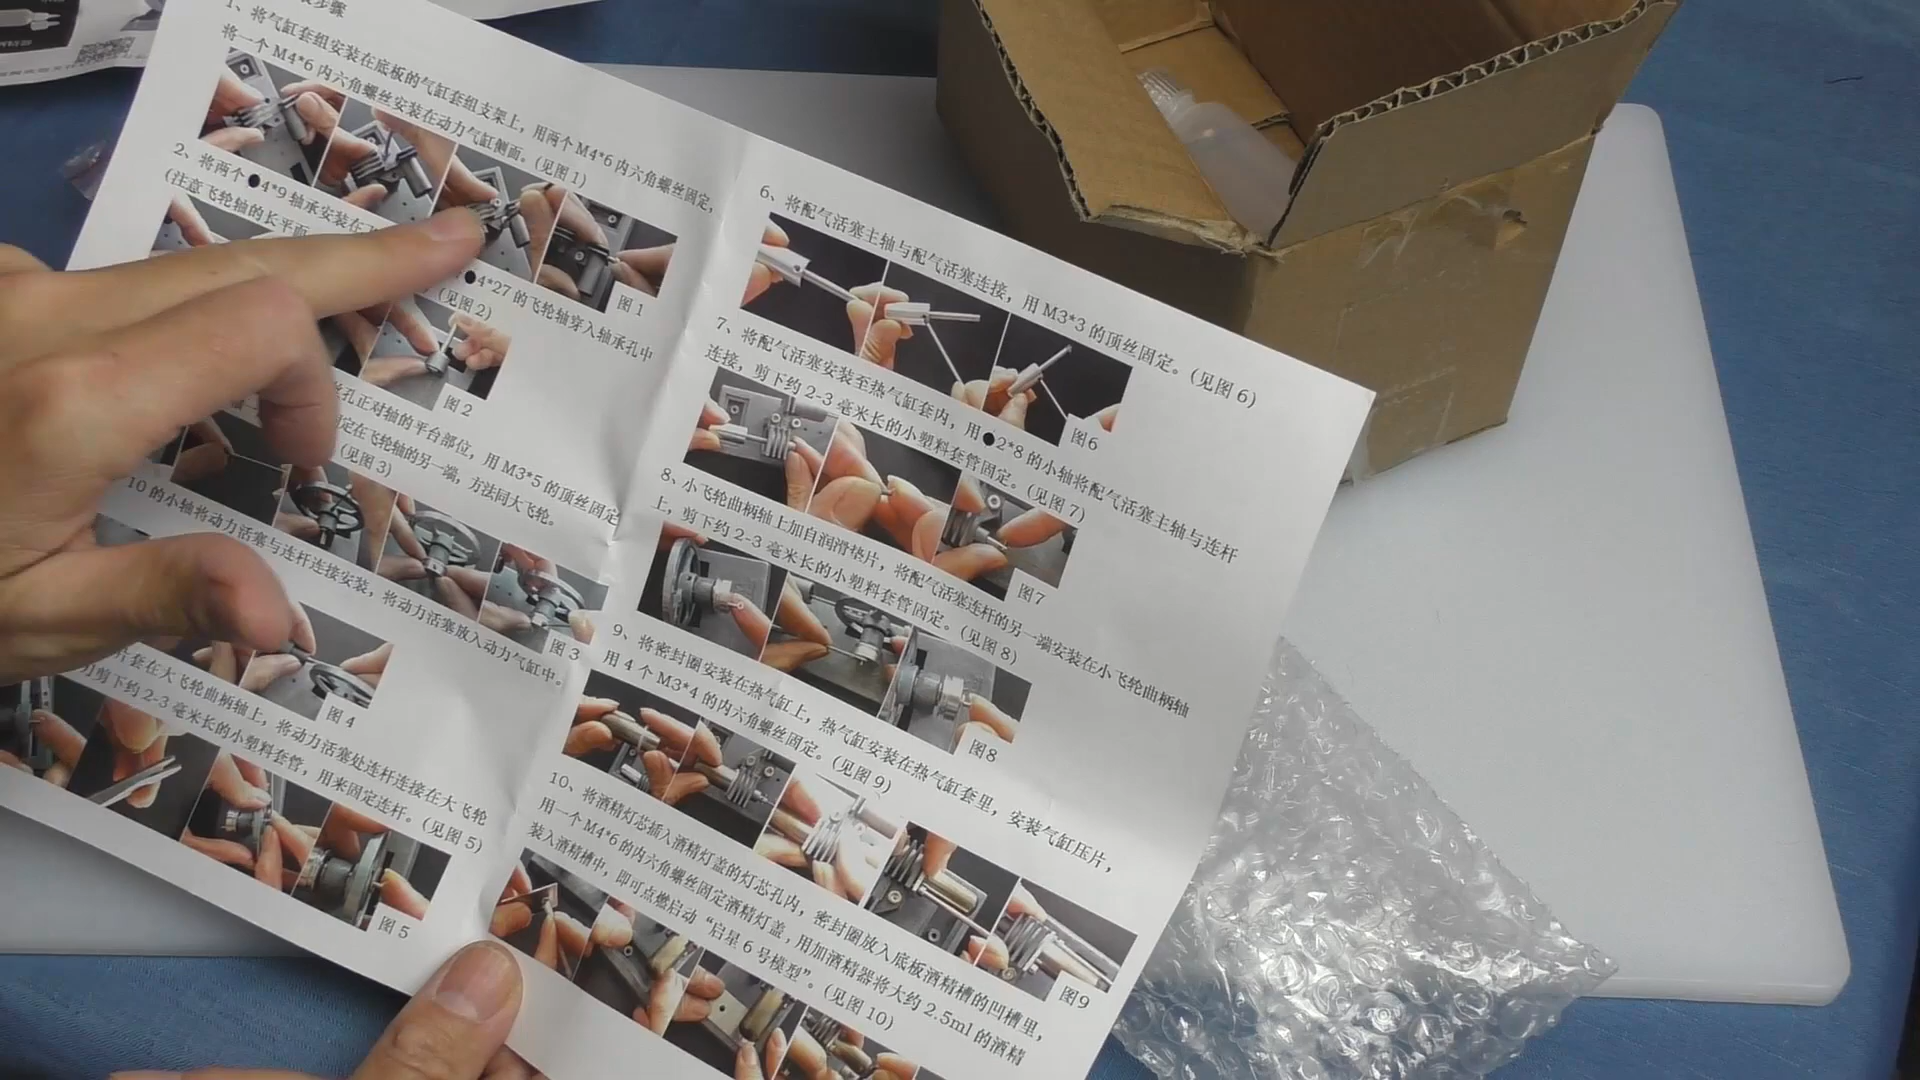 步骤
1、将气缸套组安装在底板的气缸套组支架上，用两个M4*6内六角螺丝固定，
将一个M4*6内六角螺丝安装在动力气缸侧面。(见图1)
图1
2、将两个●4*9轴承安装在
●4*27的飞轮轴穿入轴承孔中
(注意飞轮轴的长平面
(见图2)
图2
丝孔正对轴的平台部位，用M3*5的顶丝固定
定在飞轮轴的另一端，方法同大飞轮。
(见图3)
图3
10的小轴将动力活塞与连杆连接安装，将动力活塞放入动力气缸中。
图4
片套在大飞轮曲柄轴上，将动力活塞处连杆连接在大飞轮
剪下约2-3毫米长的小塑料套管，用来固定连杆。(见图5)
图5
6、将配气活塞主轴与配气活塞连接，用M3*3的顶丝固定。(见图6)
图6
7、将配气活塞安装至热气缸套内，用●2*8的小轴将配气活塞主轴与连杆
连接，剪下约2-3毫米长的小塑料套管固定。(见图7)
图7
8、小飞轮曲柄轴上加自润滑垫片，将配气活塞连杆的另一端安装在小飞轮曲柄轴
上，剪下约2-3毫米长的小塑料套管固定。(见图8)
图8
9、将密封圈安装在热气缸上，热气缸安装在热气缸套里，安装气缸压片，
用4个M3*4的内六角螺丝固定。(见图9)
图9
10、将酒精灯芯插入酒精灯盖的灯芯孔内，密封圈放入底板酒精槽的凹槽里，
用一个M4*6的内六角螺丝固定酒精灯盖，用加酒精器将大约2.5ml的酒精
装入酒精槽中，即可点燃启动“启星6号模型”。(见图10)